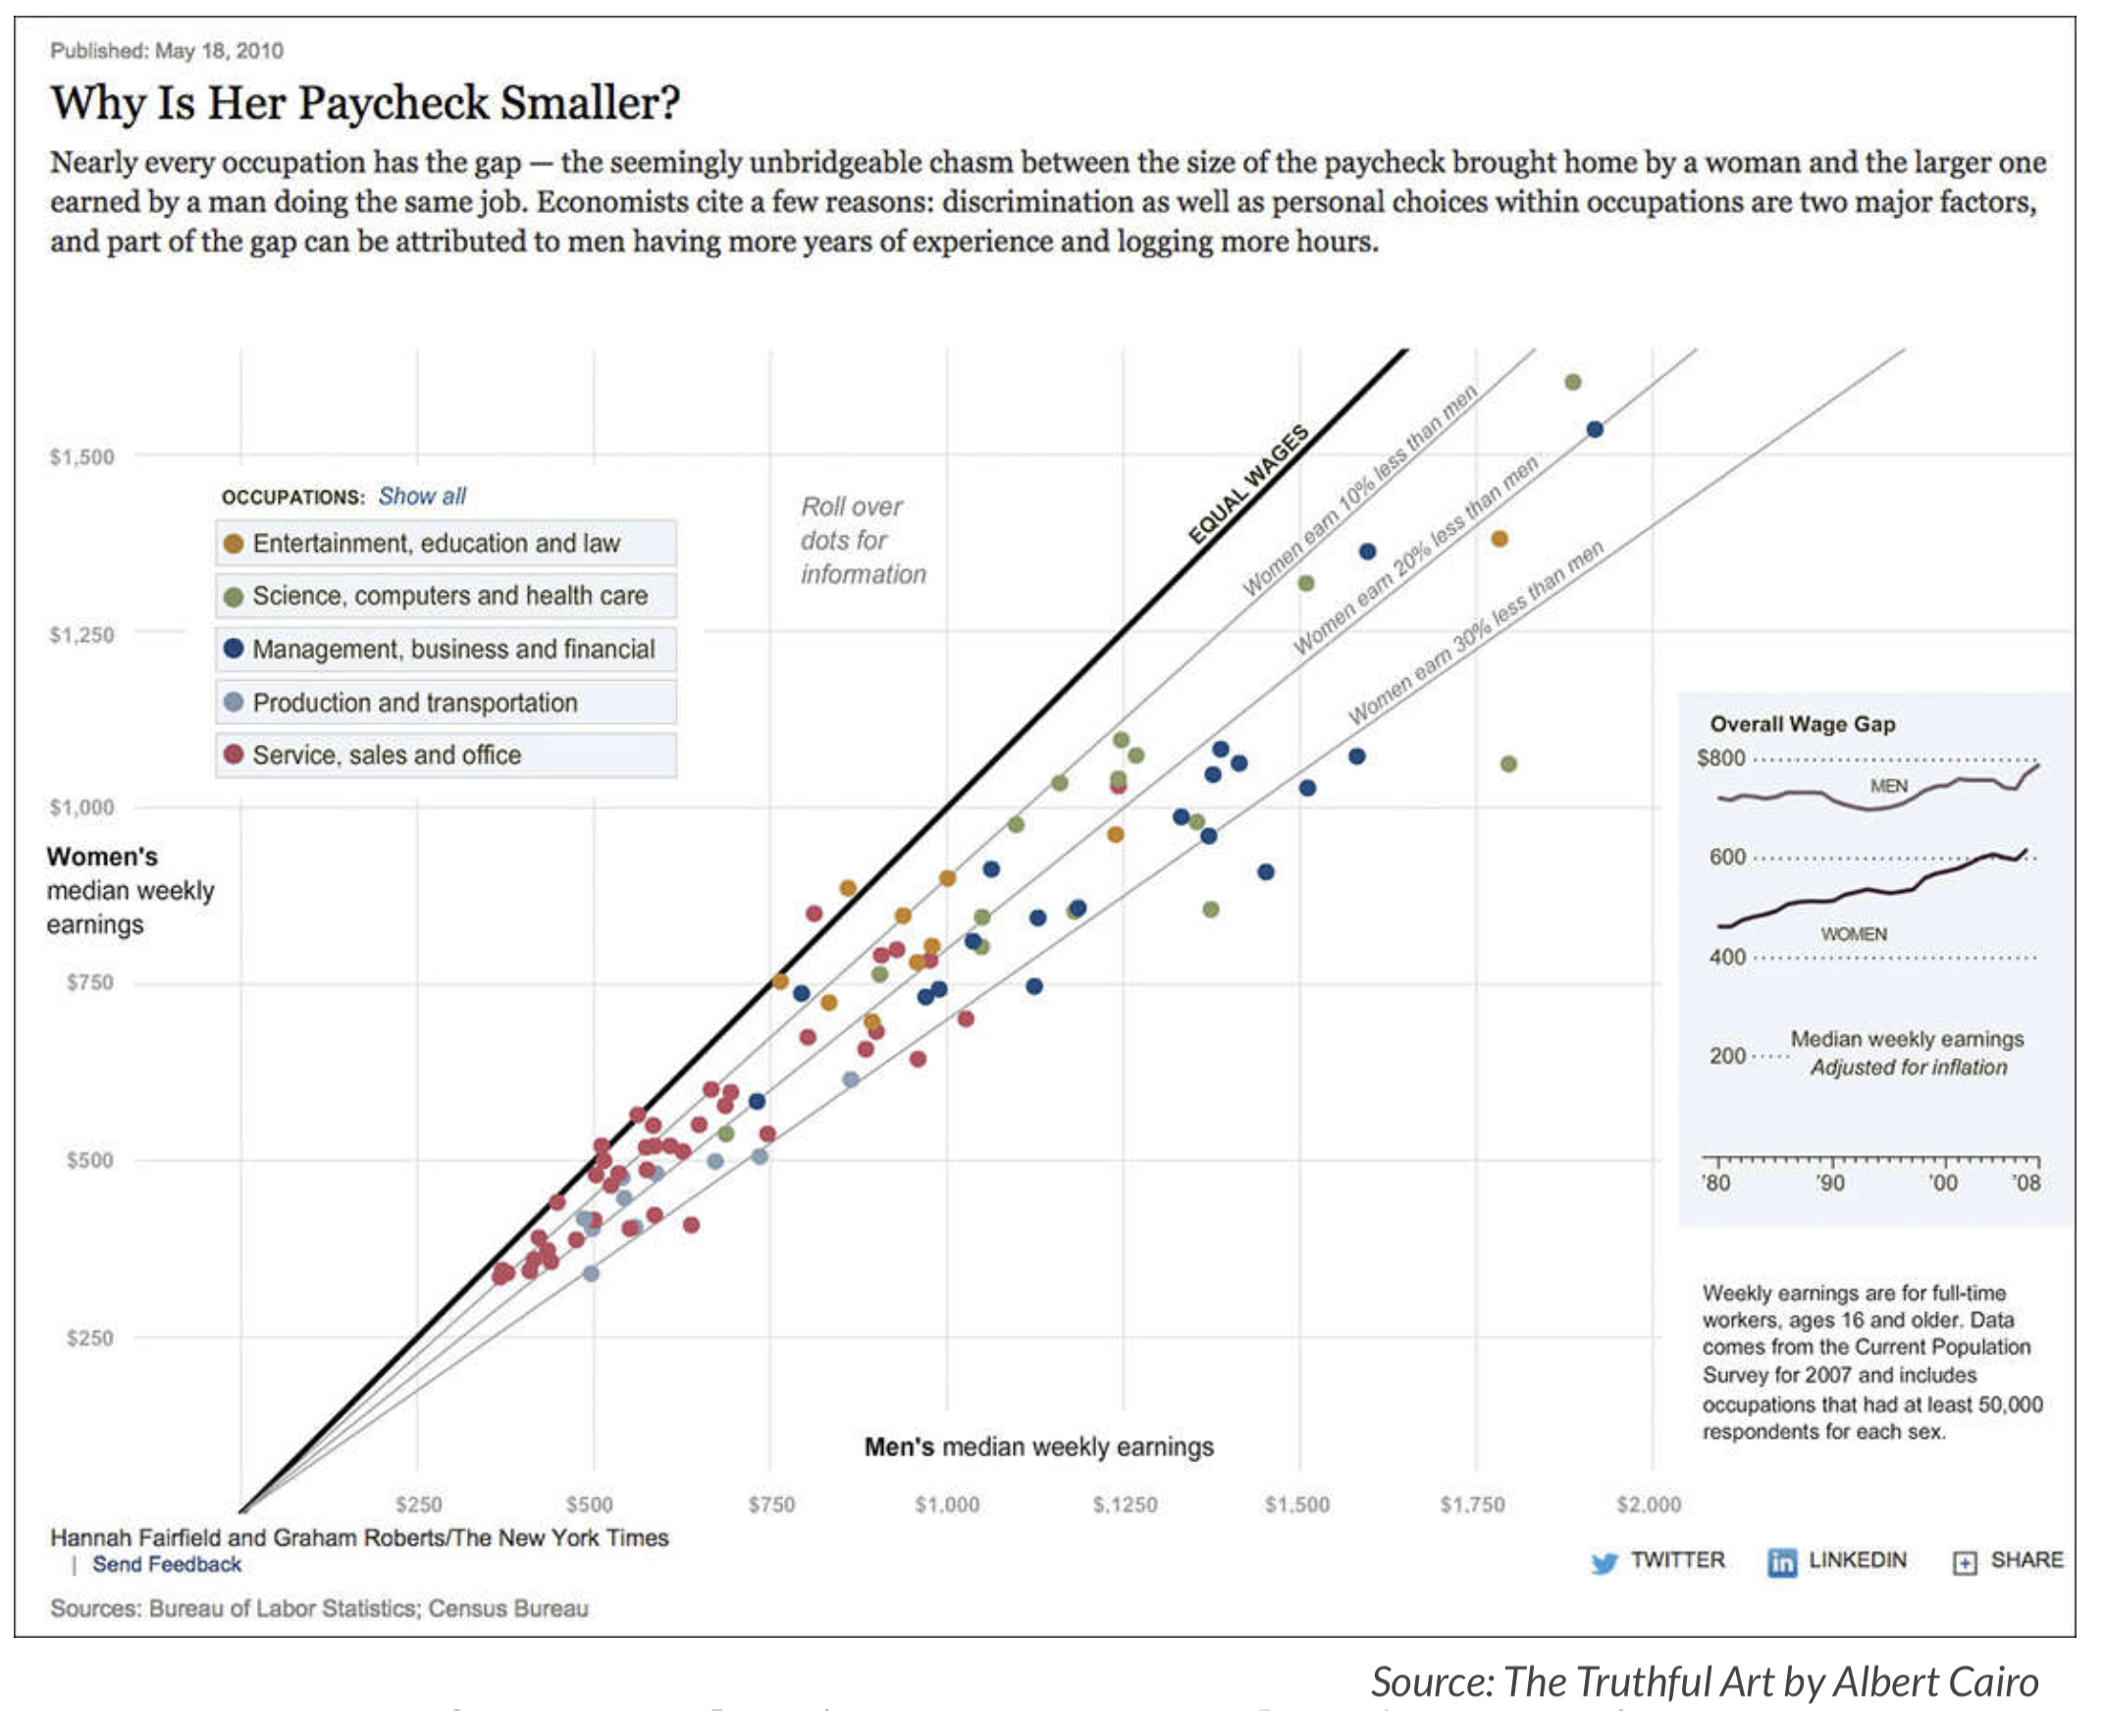 Published: May 18, 2010
Why Is Her Paycheck Smaller?
Nearly every occupation has the gap — the seemingly unbridgeable chasm between the size of the paycheck brought home by a woman and the larger one
earned by a man doing the same job. Economists cite a few reasons: discrimination as well as personal choices within occupations are two major factors,
and part of the gap can be attributed to men having more years of experience and logging more hours.
$1,500
$1,250
$1,000
Women's
median weekly
earnings
$750
$500
$250
OCCUPATIONS: Show all
Entertainment, education and law
Science, computers and health care
Management, business and financial
Production and transportation
Service, sales and office
Roll over
dots for
information
EQUAL WAGES
Women earn 10% less than men
Women earn 20% less than men
Women earn 30% less than men
Overall Wage Gap
$800
MEN
600
WOMEN
400
200
Median weekly earnings
Adjusted for inflation
'80
'90
'00
'08
Weekly earnings are for full-time
workers, ages 16 and older. Data
comes from the Current Population
Survey for 2007 and includes
occupations that had at least 50,000
respondents for each sex.
Men's median weekly earnings
$250
$500
$750
$1,000
$,1250
$1,500
$1,750
$2,000
Hannah Fairfield and Graham Roberts/The New York Times
| Send Feedback
TWITTER
in LINKEDIN
SHARE
Sources: Bureau of Labor Statistics; Census Bureau
Source: The Truthful Art by Albert Cairo